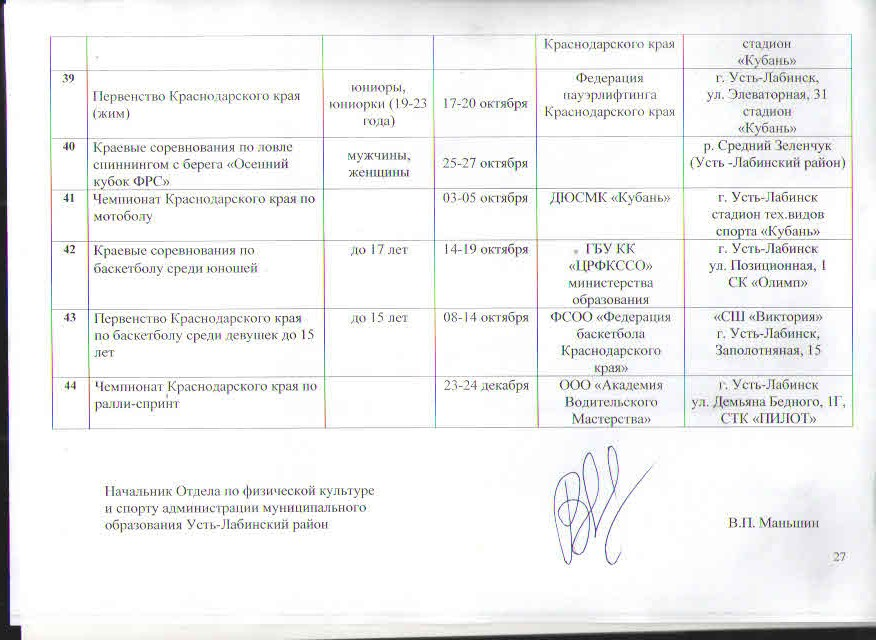 Краснодарского края
стадион
«Кубань»
39
Первенство Краснодарского края
(жим)
юниоры,
юниорки (19-23
года)
17-20 октября
Федерация
пауэрлифтинга
Краснодарского края
г. Усть-Лабинск,
ул. Элеваторная, 31
стадион
«Кубань»
40
Краевые соревнования по ловле
спиннингом с берега «Осенний
кубок ФРС»
мужчины,
женщины
25-27 октября
р. Средний Зеленчук
(Усть -Лабинский район)
41
Чемпионат Краснодарского края по
мотоболу
03-05 октября
ДЮСМК «Кубань»
г. Усть-Лабинск
стадион тех.видов
спорта «Кубань»
42
Краевые соревнования по
баскетболу среди юношей
до 17 лет
14-19 октября
ГБУ КК
«ЦРФКССО»
министерства
образования
г. Усть-Лабинск
ул. Позиционная, 1
СК «Олимп»
43
Первенство Краснодарского края
по баскетболу среди девушек до 15
лет
до 15 лет
08-14 октября
ФСОО «Федерация
баскетбола
Краснодарского
края»
«СШ «Виктория»
г. Усть-Лабинск,
Заполотняная, 15
44
Чемпионат Краснодарского края по
ралли-спринт
23-24 декабря
ООО «Академия
Водительского
Мастерства»
г. Усть-Лабинск
ул. Демьяна Бедного, 1Г,
СТК «ПИЛОТ»
Начальник Отдела по физической культуре
и спорту администрации муниципального
образования Усть-Лабинский район
В.П. Маньшин
27